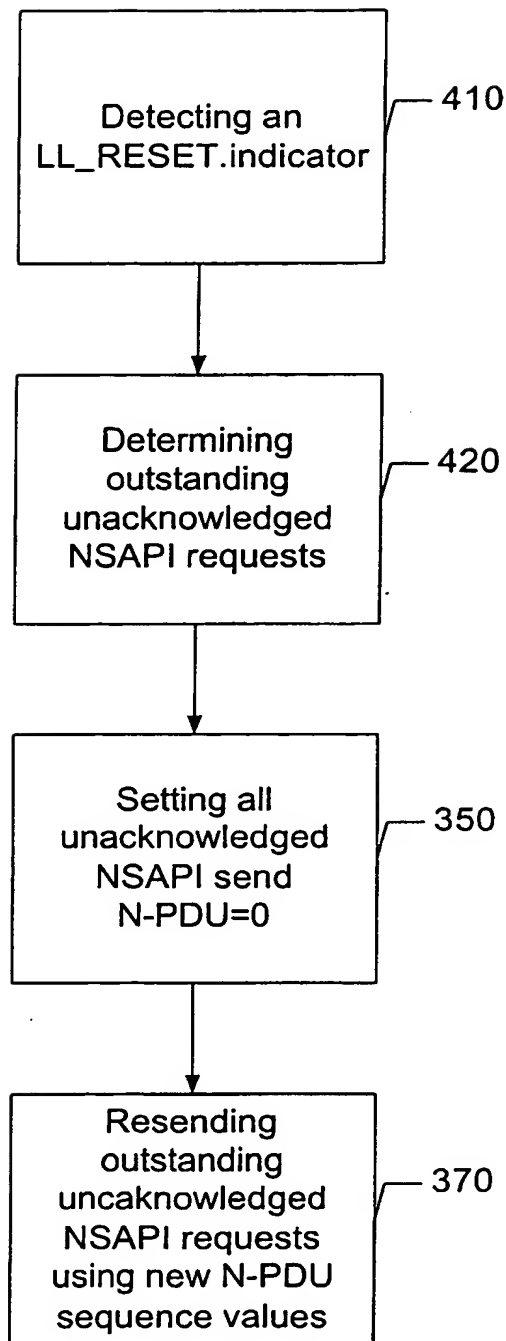 Detecting an
LL_RESET.indicator
410
Determining
outstanding
unacknowledged
NSAPI requests
420
Setting all
unacknowledged
NSAPI send
N-PDU=0
350
Resending
outstanding
uncaknowledged
NSAPI requests
using new N-PDU
sequence values
370